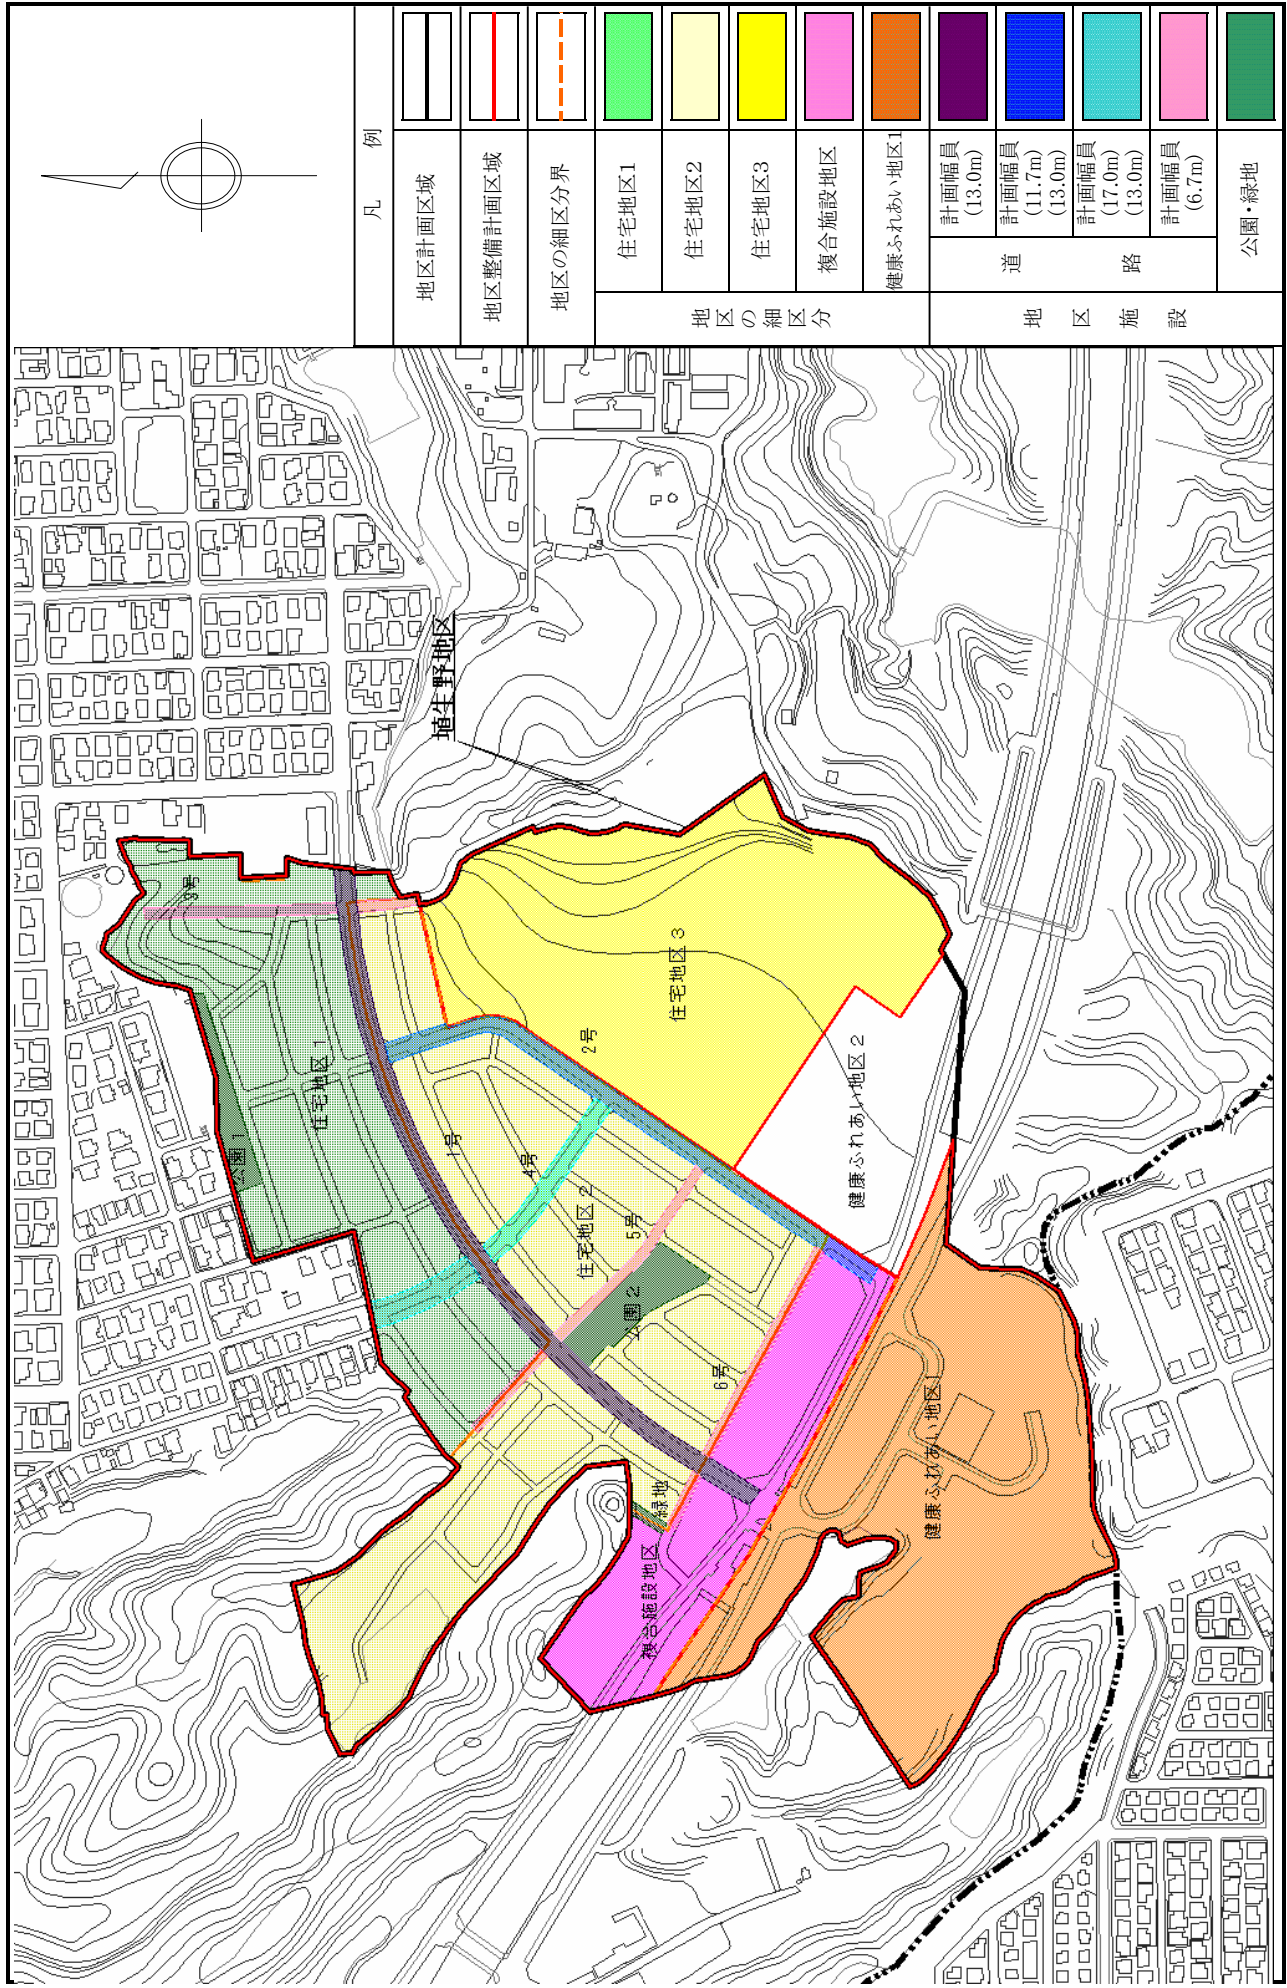 凡例
地区計画区域
地区整備計画区域
地区の細区分界
地区の細区分
住宅地区1
住宅地区2
住宅地区3
複合施設地区
健康ふれあい地区1
地区施設
道路
計画幅員
(13.0m)
計画幅員
(11.7m)
(13.0m)
計画幅員
(17.0m)
(13.0m)
計画幅員
(6.7m)
公園・緑地
埴生野地区
3号
住宅地区1
公園1
1号
4号
住宅地区2
2号
住宅地区3
5号
公園2
6号
健康ふれあい地区2
緑地
複合施設地区
健康ふれあい地区1